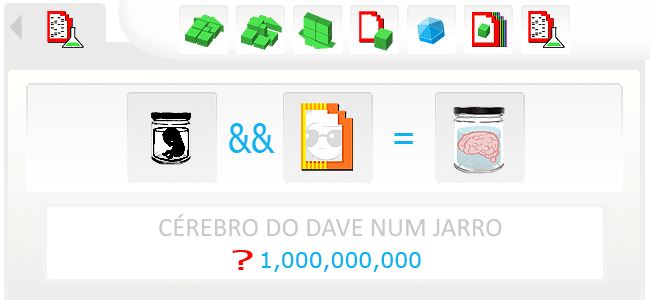 && =
CÉREBRO DO DAVE NUM JARRO
? 1,000,000,000